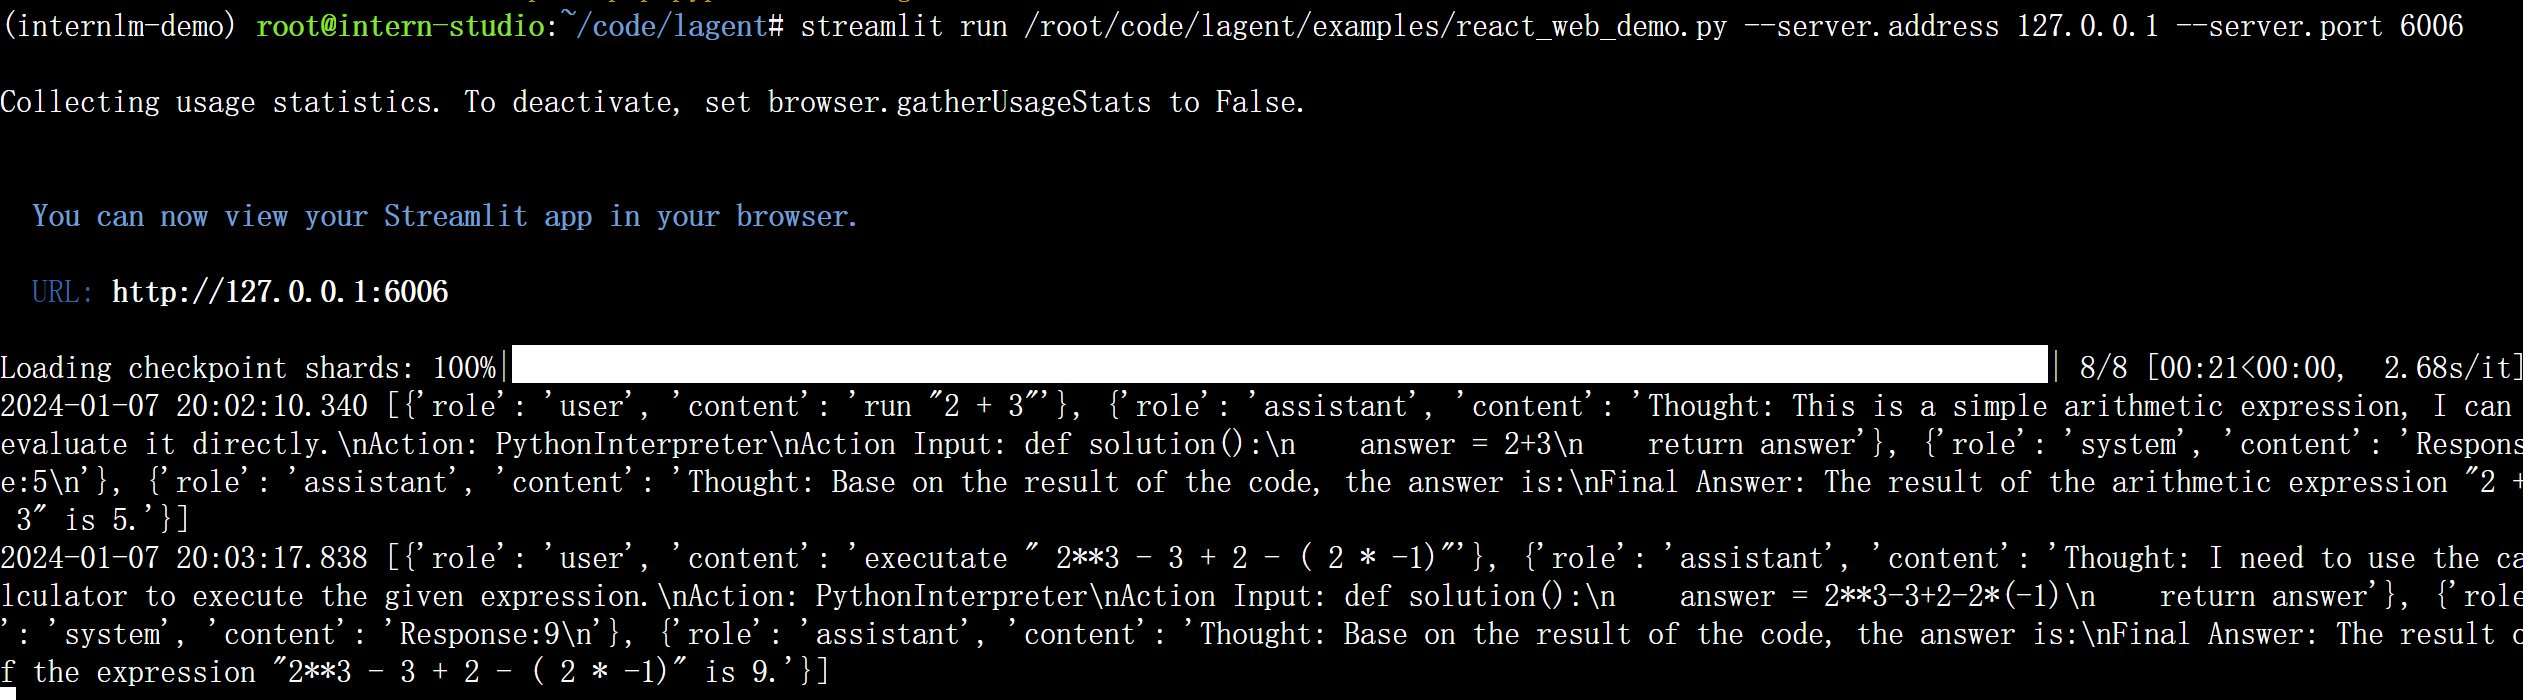 (internlm-demo) root@intern-studio:~/code/lagent# streamlit run /root/code/lagent/examples/react_web_demo.py --server.address 127.0.0.1 --server.port 6006
Collecting usage statistics. To deactivate, set browser.gatherUsageStats to False.
You can now view your Streamlit app in your browser.
URL: http://127.0.0.1:6006
Loading checkpoint shards: 100%| | 8/8 [00:21<00:00,  2.68s/it]
2024-01-07 20:02:10.340 [{'role': 'user', 'content': 'run "2 + 3"'}, {'role': 'assistant', 'content': 'Thought: This is a simple arithmetic expression, I can
evaluate it directly.\nAction: PythonInterpreter\nAction Input: def solution():\n    answer = 2+3\n    return answer'}, {'role': 'system', 'content': 'Respons
e:5\n'}, {'role': 'assistant', 'content': 'Thought: Base on the result of the code, the answer is:\nFinal Answer: The result of the arithmetic expression "2 +
 3" is 5.'}]
2024-01-07 20:03:17.838 [{'role': 'user', 'content': 'executate " 2**3 - 3 + 2 - ( 2 * -1)"'}, {'role': 'assistant', 'content': 'Thought: I need to use the ca
lculator to execute the given expression.\nAction: PythonInterpreter\nAction Input: def solution():\n    answer = 2**3-3+2-2*(-1)\n    return answer'}, {'role
': 'system', 'content': 'Response:9\n'}, {'role': 'assistant', 'content': 'Thought: Base on the result of the code, the answer is:\nFinal Answer: The result o
f the expression "2**3 - 3 + 2 - ( 2 * -1)" is 9.'}]